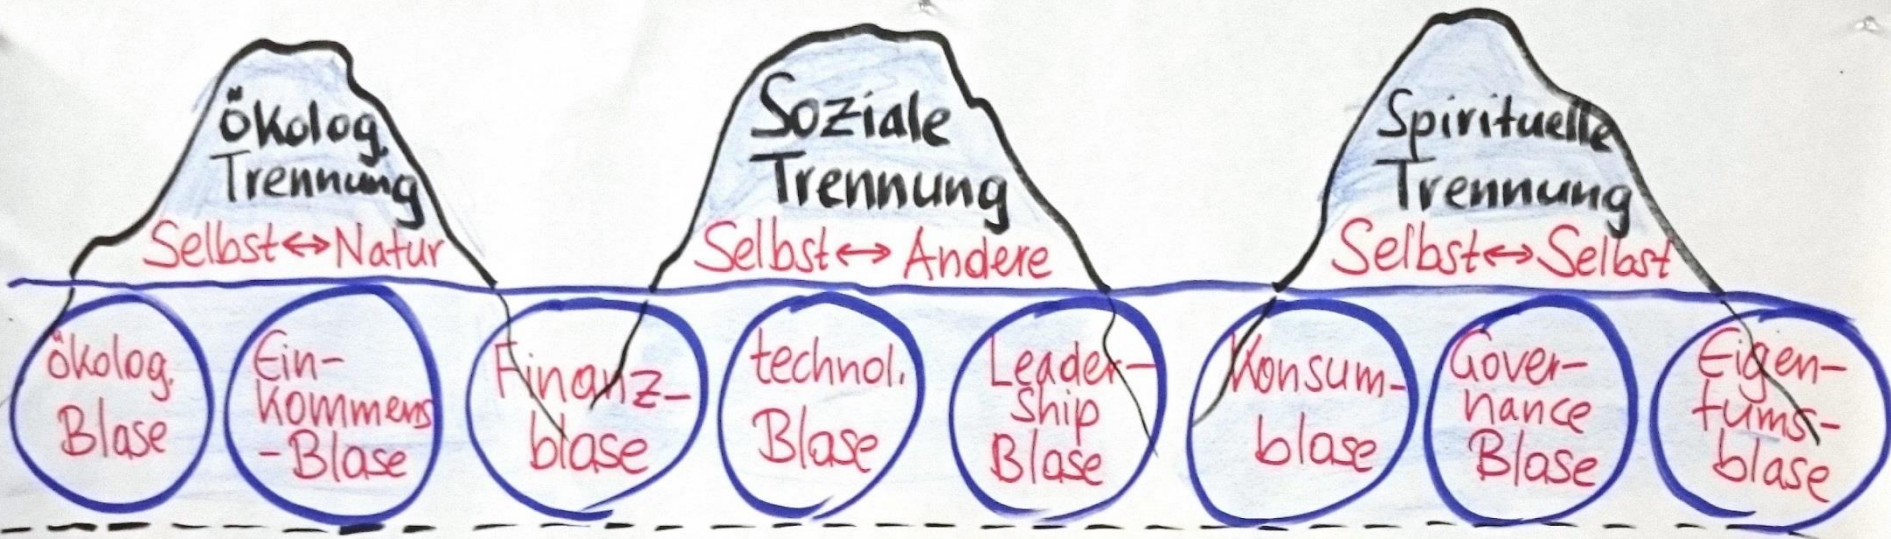 Ökolog.
Trennung
Selbst↔Natur
Soziale
Trennung
Selbst↔Andere
Spirituelle
Trennung
Selbst↔Selbst
ökolog.
Blase
Ein-
kommens
-Blase
Finanz-
blase
technol.
Blase
Leader-
ship
Blase
Konsum-
blase
Gover-
nance
Blase
Eigen-
tums-
blase